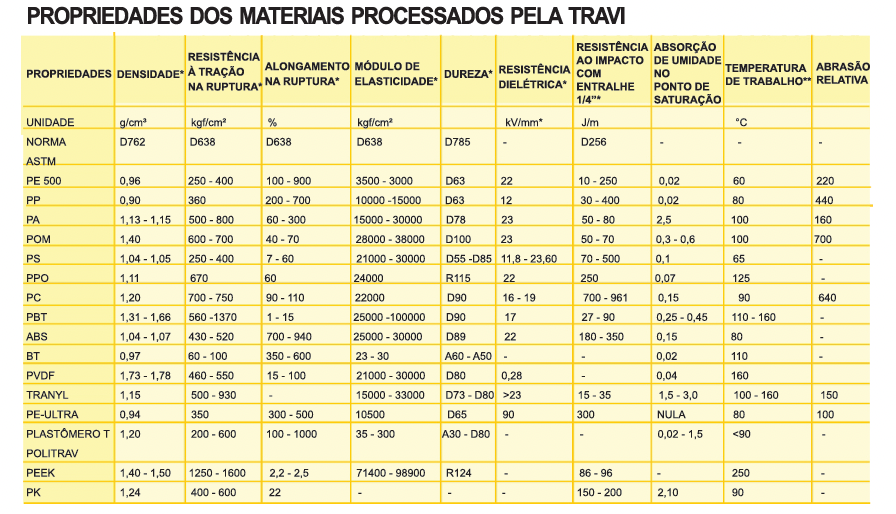 PROPRIEDADES DOS MATERIAIS PROCESSADOS PELA TRAVI
PROPRIEDADES DENSIDADE* RESISTÊNCIA À TRAÇÃO NA RUPTURA* ALONGAMENTO NA RUPTURA* MÓDULO DE ELASTICIDADE* DUREZA* RESISTÊNCIA DIELÉTRICA* RESISTÊNCIA AO IMPACTO COM ENTRALHE 1/4"* ABSORÇÃO DE UMIDADE NO PONTO DE SATURAÇÃO TEMPERATURA DE TRABALHO** ABRASÃO RELATIVA
UNIDADE g/cm³ kgf/cm² % kgf/cm² kV/mm* J/m °C
NORMA ASTM D762 D638 D638 D638 D785 - D256 - - -
PE 500 0,96 250 - 400 100 - 900 3500 - 3000 D63 22 10 - 250 0,02 60 220
PP 0,90 360 200 - 700 10000 -15000 D63 12 30 - 400 0,02 80 440
PA 1,13 - 1,15 500 - 800 60 - 300 15000 - 30000 D78 23 50 - 80 2,5 100 160
POM 1,40 600 - 700 40 - 70 28000 - 38000 D100 23 50 - 70 0,3 - 0,6 100 700
PS 1,04 - 1,05 250 - 400 7 - 60 21000 - 30000 D55 -D85 11,8 - 23,60 70 - 500 0,1 65 -
PPO 1,11 670 60 24000 R115 22 250 0,07 125 -
PC 1,20 700 - 750 90 - 110 22000 D90 16 - 19 700 - 961 0,15 90 640
PBT 1,31 - 1,66 560 -1370 1 - 15 25000 -100000 D90 17 27 - 90 0,25 - 0,45 110 - 160 -
ABS 1,04 - 1,07 430 - 520 700 - 940 25000 - 30000 D89 22 180 - 350 0,15 80 -
BT 0,97 60 - 100 350 - 600 23 - 30 A60 - A50 - - 0,02 110 -
PVDF 1,73 - 1,78 460 - 550 15 - 100 21000 - 30000 D80 0,28 - 0,04 160
TRANYL 1,15 500 - 930 - 15000 - 33000 D73 - D80 >23 15 - 35 1,5 - 3,0 100 - 160 150
PE-ULTRA 0,94 350 300 - 500 10500 D65 90 300 NULA 80 100
PLASTÔMERO T POLITRAV 1,20 200 - 600 100 - 1000 35 - 300 A30 - D80 - - 0,02 - 1,5 <90 -
PEEK 1,40 - 1,50 1250 - 1600 2,2 - 2,5 71400 - 98900 R124 - 86 - 96 - 250 -
PK 1,24 400 - 600 22 - - - 150 - 200 2,10 90 -